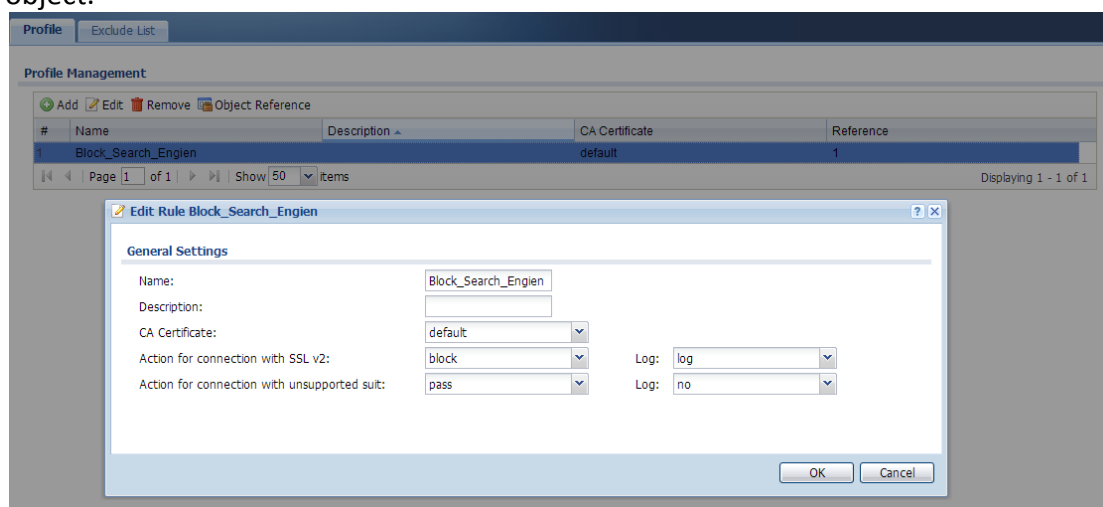 object.
Profile Exclude List
Profile Management
Add Edit Remove Object Reference
# Name Description CA Certificate Reference
1 Block_Search_Engien default 1
Page 1 of 1 Show 50 items Displaying 1 - 1 of 1
Edit Rule Block_Search_Engien
General Settings
Name: Block_Search_Engien
Description:
CA Certificate: default
Action for connection with SSL v2: block Log: log
Action for connection with unsupported suit: pass Log: no
OK Cancel